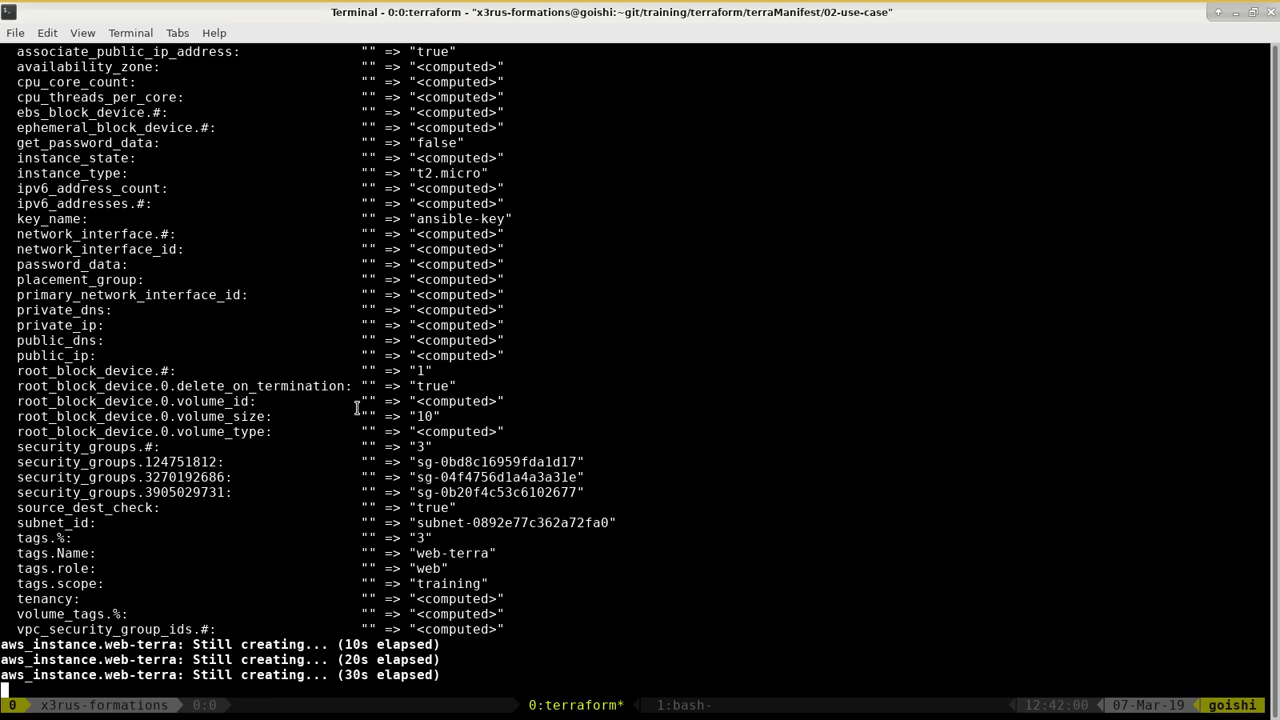 Terminal - 0:0:terraform - "x3rus-formations@goishi:~git/training/terraform/terraManifest/02-use-case"
File Edit View Terminal Tabs Help
associate_public_ip_address: "" => "true"
availability_zone: "" => "<computed>"
cpu_core_count: "" => "<computed>"
cpu_threads_per_core: "" => "<computed>"
ebs_block_device.#: "" => "<computed>"
ephemeral_block_device.#: "" => "<computed>"
get_password_data: "" => "false"
instance_state: "" => "<computed>"
instance_type: "" => "t2.micro"
ipv6_address_count: "" => "<computed>"
ipv6_addresses.#: "" => "<computed>"
key_name: "" => "ansible-key"
network_interface.#: "" => "<computed>"
network_interface_id: "" => "<computed>"
password_data: "" => "<computed>"
placement_group: "" => "<computed>"
primary_network_interface_id: "" => "<computed>"
private_dns: "" => "<computed>"
private_ip: "" => "<computed>"
public_dns: "" => "<computed>"
public_ip: "" => "<computed>"
root_block_device.#: "" => "1"
root_block_device.0.delete_on_termination: "" => "true"
root_block_device.0.volume_id: "" => "<computed>"
root_block_device.0.volume_size: "" => "10"
root_block_device.0.volume_type: "" => "<computed>"
security_groups.#: "" => "3"
security_groups.124751812: "" => "sg-0bd8c16959fda1d17"
security_groups.3270192686: "" => "sg-04f4756d1a4a3a31e"
security_groups.3905029731: "" => "sg-0b20f4c53c6102677"
source_dest_check: "" => "true"
subnet_id: "" => "subnet-0892e77c362a72fa0"
tags.%: "" => "3"
tags.Name: "" => "web-terra"
tags.role: "" => "web"
tags.scope: "" => "training"
tenancy: "" => "<computed>"
volume_tags.%: "" => "<computed>"
vpc_security_group_ids.#: "" => "<computed>"
aws_instance.web-terra: Still creating... (10s elapsed)
aws_instance.web-terra: Still creating... (20s elapsed)
aws_instance.web-terra: Still creating... (30s elapsed)
0 x3rus-formations 0:0 0:terraform* 1:bash- 12:42:00 07-Mar-19 goishi